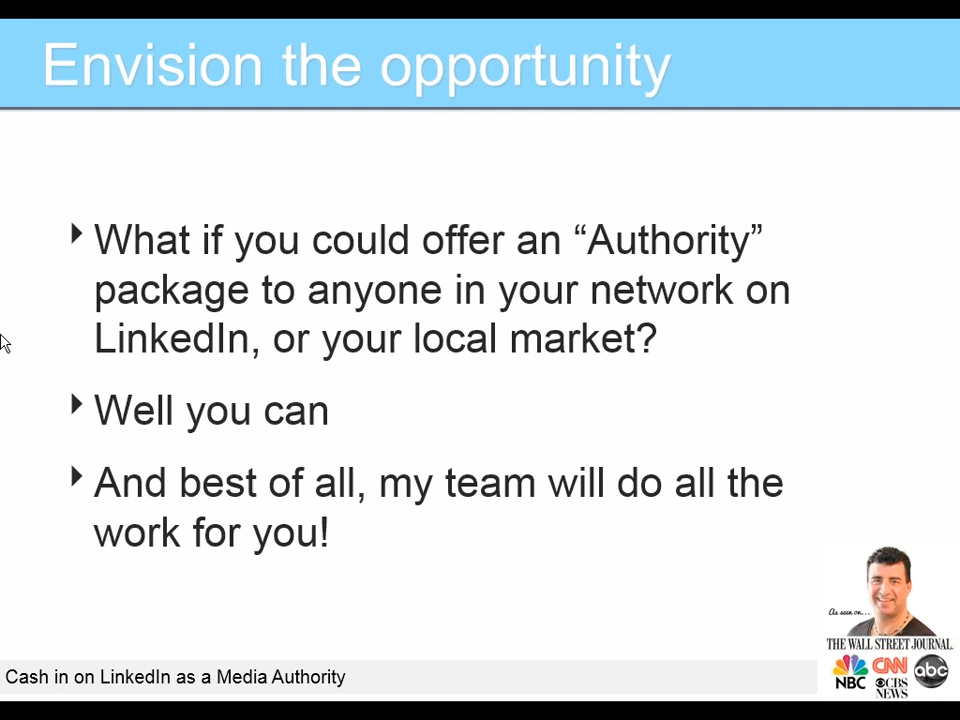 Envision the opportunity
What if you could offer an “Authority”
package to anyone in your network on
LinkedIn, or your local market?
Well you can
And best of all, my team will do all the
work for you!
As seen on...
THE WALL STREET JOURNAL.
NBC CNN CBS NEWS abc
Cash in on LinkedIn as a Media Authority